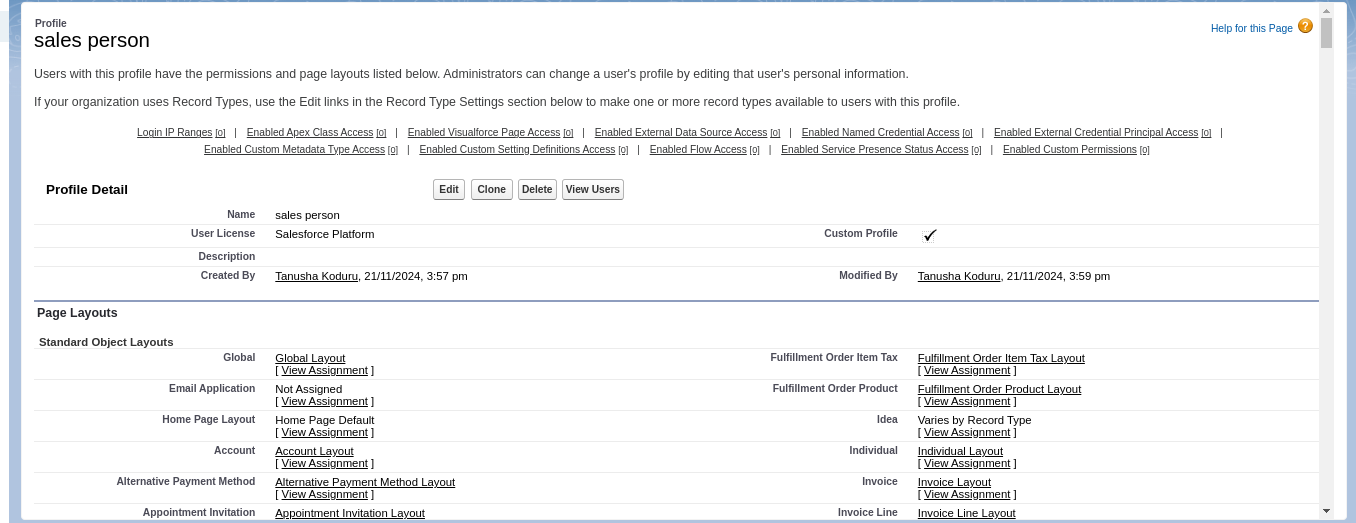 Profile
sales person
Help for this Page ?
Users with this profile have the permissions and page layouts listed below. Administrators can change a user's profile by editing that user's personal information.
If your organization uses Record Types, use the Edit links in the Record Type Settings section below to make one or more record types available to users with this profile.
Login IP Ranges [0] | Enabled Apex Class Access [0] | Enabled Visualforce Page Access [0] | Enabled External Data Source Access [0] | Enabled Named Credential Access [0] | Enabled External Credential Principal Access [0] |
Enabled Custom Metadata Type Access [0] | Enabled Custom Setting Definitions Access [0] | Enabled Flow Access [0] | Enabled Service Presence Status Access [0] | Enabled Custom Permissions [0]
Profile Detail Edit Clone Delete View Users
Name sales person
User License Salesforce Platform Custom Profile
Description
Created By Tanusha Koduru, 21/11/2024, 3:57 pm Modified By Tanusha Koduru, 21/11/2024, 3:59 pm
Page Layouts
Standard Object Layouts
Global Global Layout Fulfillment Order Item Tax Fulfillment Order Item Tax Layout
[ View Assignment ] [ View Assignment ]
Email Application Not Assigned Fulfillment Order Product Fulfillment Order Product Layout
[ View Assignment ] [ View Assignment ]
Home Page Layout Home Page Default Idea Varies by Record Type
[ View Assignment ] [ View Assignment ]
Account Account Layout Individual Individual Layout
[ View Assignment ] [ View Assignment ]
Alternative Payment Method Alternative Payment Method Layout Invoice Invoice Layout
[ View Assignment ] [ View Assignment ]
Appointment Invitation Appointment Invitation Layout Invoice Line Invoice Line Layout